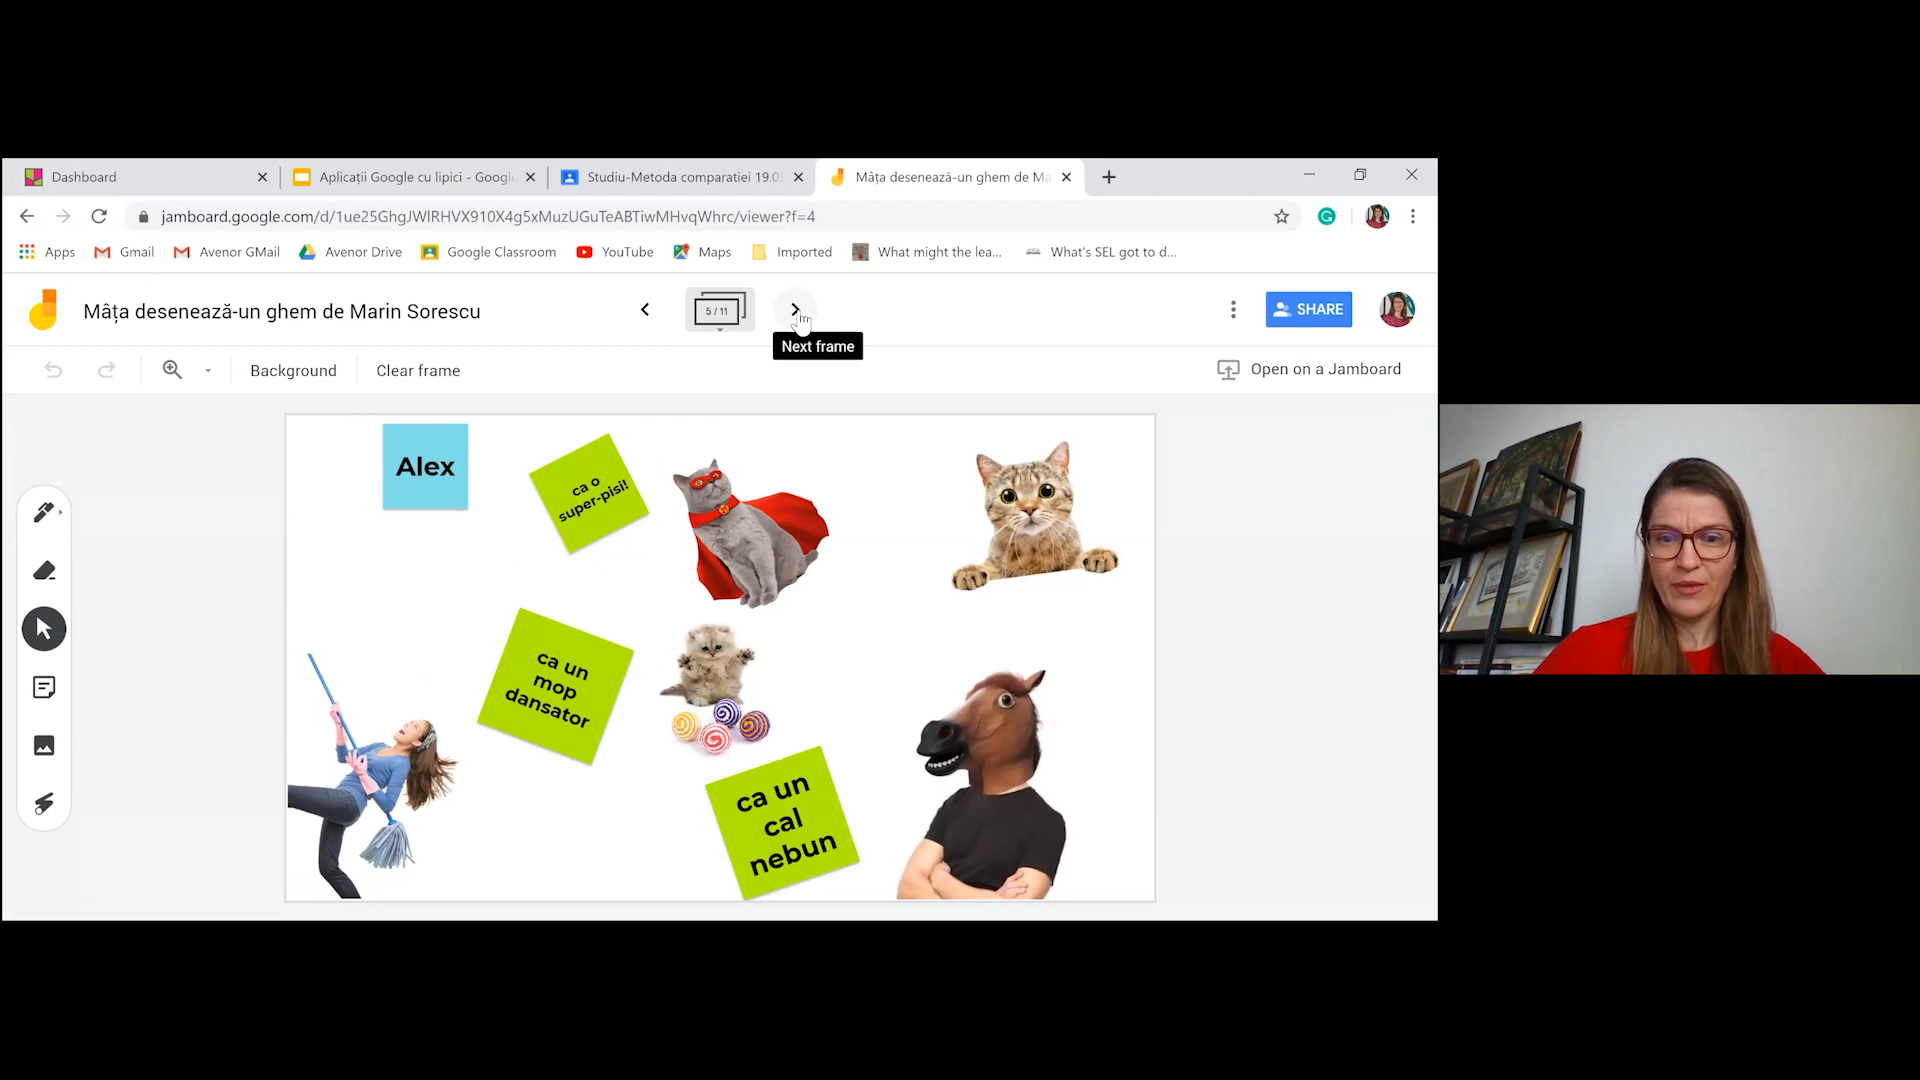 Dashboard
Aplicații Google cu lipici - Googl
Studiu-Metoda comparatiei 19.0
Mâța desenează-un ghem de Ma
jamboard.google.com/d/1ue25GhgJWlRHVX910X4g5xMuzUGuTeABTiwMHvqWhrc/viewer?f=4
Apps
Gmail
Avenor GMail
Avenor Drive
Google Classroom
YouTube
Maps
Imported
What might the lea...
What's SEL got to d...
Mâța desenează-un ghem de Marin Sorescu
5 / 11
SHARE
Next frame
Background
Clear frame
Open on a Jamboard
Alex
ca o
super-pisi!
ca un
mop
dansator
ca un
cal
nebun